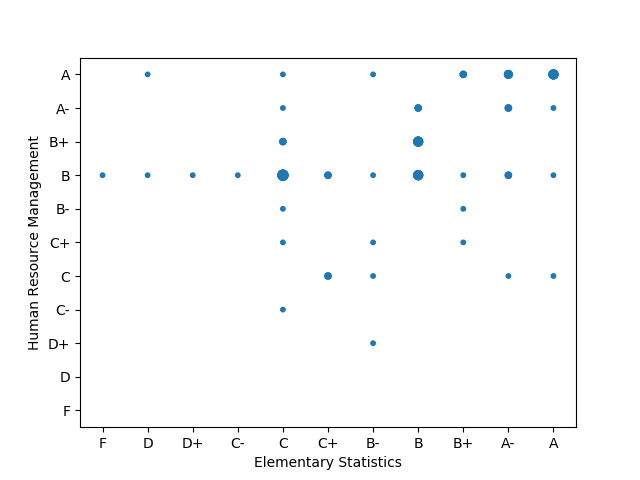 Human Resource Management
A
A-
B+
B
B-
C+
C
C-
D+
D
F
F D D+ C- C C+ B- B B+ A- A
Elementary Statistics